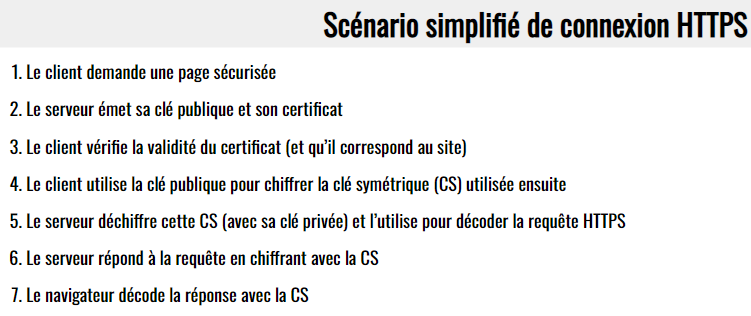 Scénario simplifié de connexion HTTPS
1. Le client demande une page sécurisée
2. Le serveur émet sa clé publique et son certificat
3. Le client vérifie la validité du certificat (et qu’il correspond au site)
4. Le client utilise la clé publique pour chiffrer la clé symétrique (CS) utilisée ensuite
5. Le serveur déchiffre cette CS (avec sa clé privée) et l’utilise pour décoder la requête HTTPS
6. Le serveur répond à la requête en chiffrant avec la CS
7. Le navigateur décode la réponse avec la CS